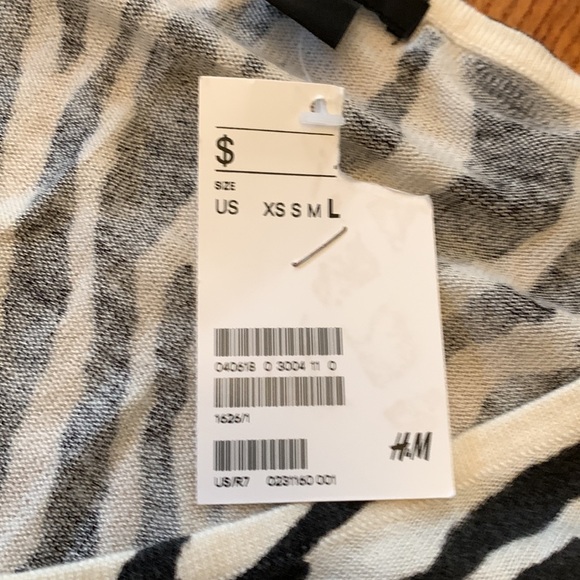 $
SIZE
US XS S M L
040618 0 3004 11 0
1626/1
H&M
US/R7 0231160 001